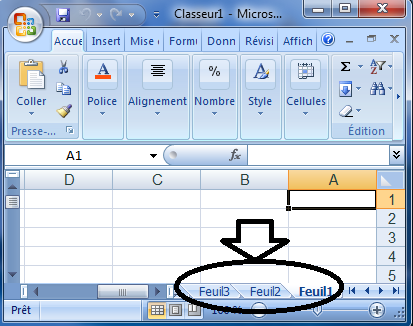 Classeur1 - Micros...
Accue Insert Mise Form Donn Révisi Affich
Coller Police Alignement Nombre Style Cellules
Presse-... Édition
A1 fx
D C B A
1
2
3
4
5
Feuil3 Feuil2 Feuil1
Prêt